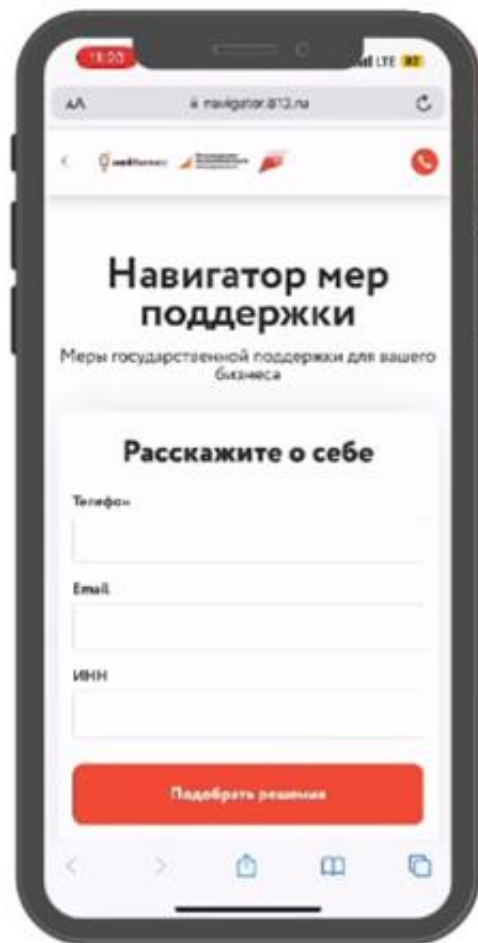 LTE
navigator.813.ru
Навигатор мер
поддержки
Меры государственной поддержки для вашего
бизнеса
Расскажите о себе
Телефон
Email
ИНН
Подобрать решения